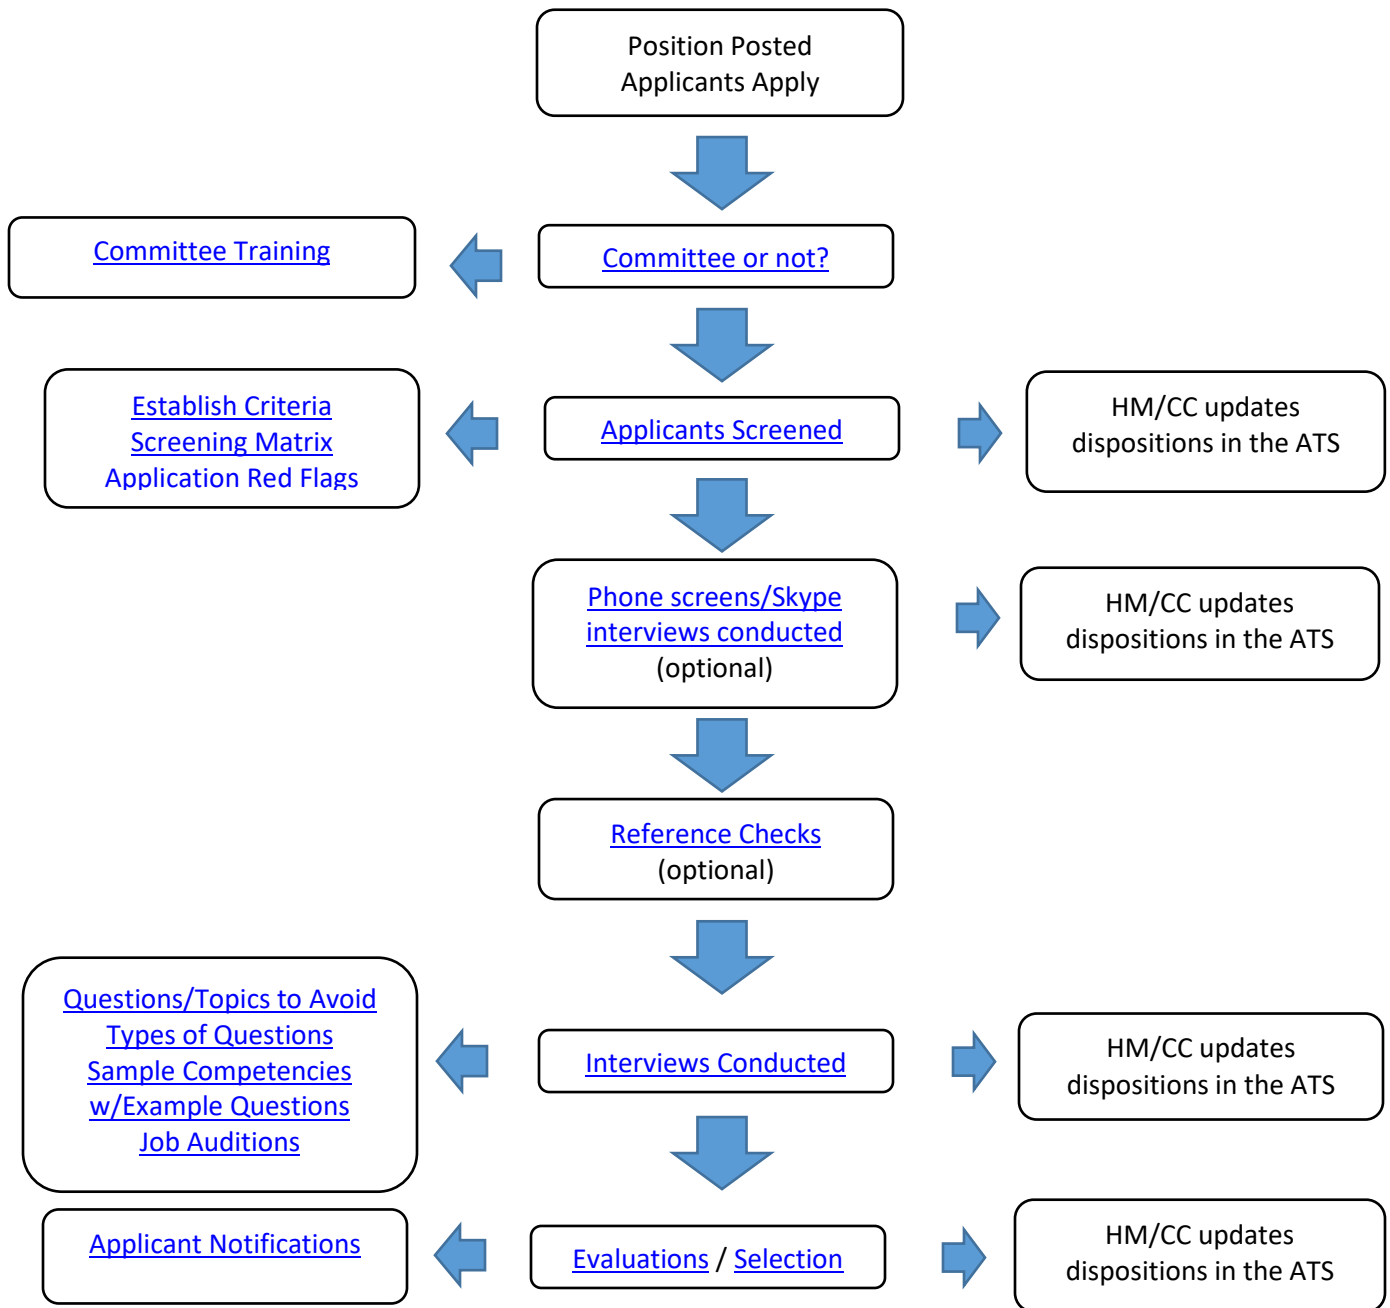 Position Posted
Applicants Apply
Committee Training
Committee or not?
Establish Criteria
Screening Matrix
Application Red Flags
Applicants Screened
HM/CC updates
dispositions in the ATS
Phone screens/Skype
interviews conducted
(optional)
HM/CC updates
dispositions in the ATS
Reference Checks
(optional)
Questions/Topics to Avoid
Types of Questions
Sample Competencies
w/Example Questions
Job Auditions
Interviews Conducted
HM/CC updates
dispositions in the ATS
Applicant Notifications
Evaluations / Selection
HM/CC updates
dispositions in the ATS